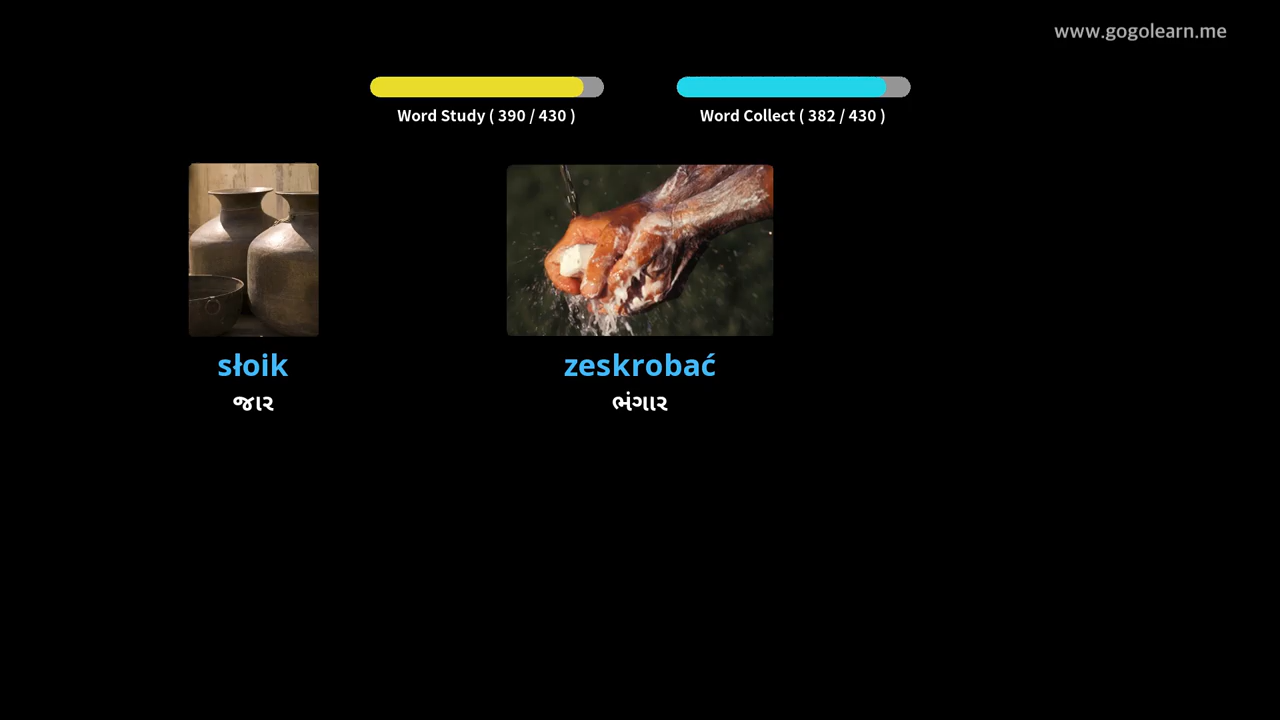 www.gogolearn.me
Word Study ( 390 / 430 )
Word Collect ( 382 / 430 )
słoik
જાર
zeskrobać
ભંગાર